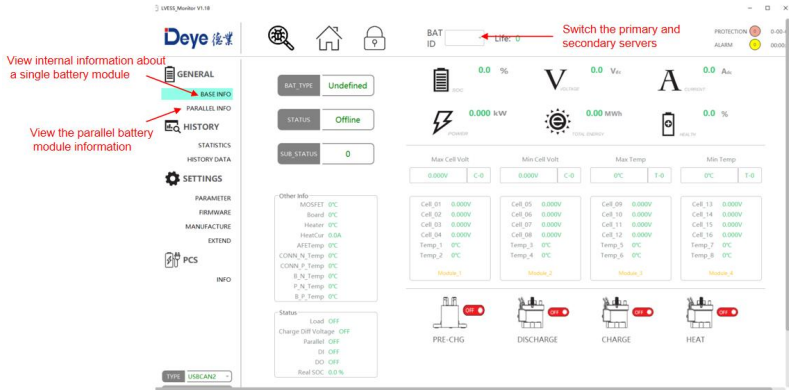 LVESS_Monitor V1.18
Deye 德業
BAT
ID
Life: 0
Switch the primary and
secondary servers
PROTECTION
ALARM
View internal information about
a single battery module
View the parallel battery
module information
GENERAL
BASE INFO
PARALLEL INFO
HISTORY
STATISTICS
HISTORY DATA
SETTINGS
PARAMETER
FIRMWARE
MANUFACTURE
EXTEND
PCS
INFO
TYPE USBCAN2
BAT_TYPE Undefined
STATUS Offline
SUB_STATUS 0
SOC 0.0 %
V VOLTAGE 0.0 Vdc
A CURRENT 0.0 Adc
POWER 0.000 kW
TOTAL_ENERGY 0.00 MWh
HEALTH 0.0 %
Max Cell Volt Min Cell Volt Max Temp Min Temp
0.000V C-0 0.000V C-0 0℃ T-0 0℃ T-0
Other Info
MOSFET 0℃
Board 0℃
Heater 0℃
HeatCur 0.0A
AFETemp 0℃
CONN_N_Temp 0℃
CONN_P_Temp 0℃
B_N_Temp 0℃
P_N_Temp 0℃
B_P_Temp 0℃
Status
Load OFF
Charge Diff Voltage OFF
Parallel OFF
DI OFF
DO OFF
Real SOC 0.0 %
Cell_01 0.000V
Cell_02 0.000V
Cell_03 0.000V
Cell_04 0.000V
Temp_1 0℃
Temp_2 0℃
Module_1
Cell_05 0.000V
Cell_06 0.000V
Cell_07 0.000V
Cell_08 0.000V
Temp_3 0℃
Temp_4 0℃
Module_2
Cell_09 0.000V
Cell_10 0.000V
Cell_11 0.000V
Cell_12 0.000V
Temp_5 0℃
Temp_6 0℃
Module_3
Cell_13 0.000V
Cell_14 0.000V
Cell_15 0.000V
Cell_16 0.000V
Temp_7 0℃
Temp_8 0℃
Module_4
OFF OFF OFF OFF
PRE-CHG DISCHARGE CHARGE HEAT